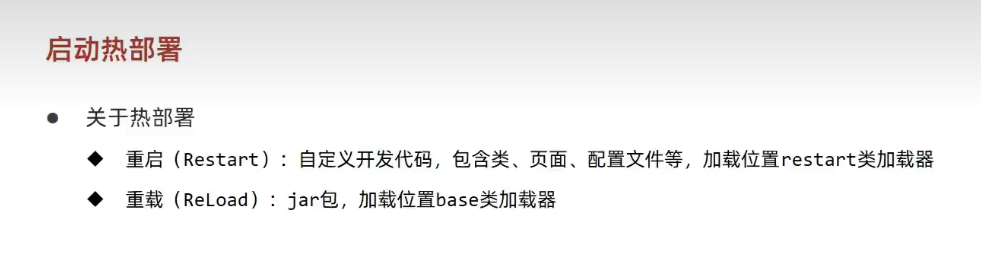 启动热部署
● 关于热部署
◆ 重启（Restart）：自定义开发代码，包含类、页面、配置文件等，加载位置restart类加载器
◆ 重载（ReLoad）：jar包，加载位置base类加载器